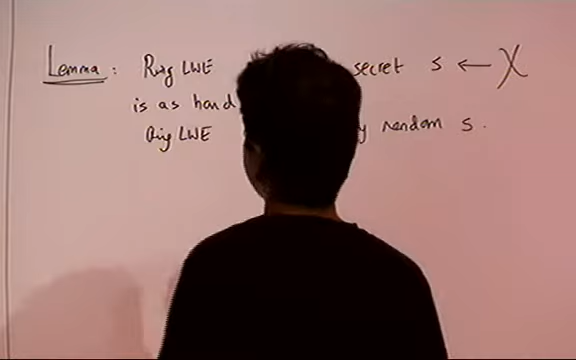 Lemma : Ring LWE secret s ← χ
is as hard
Ring LWE random s.